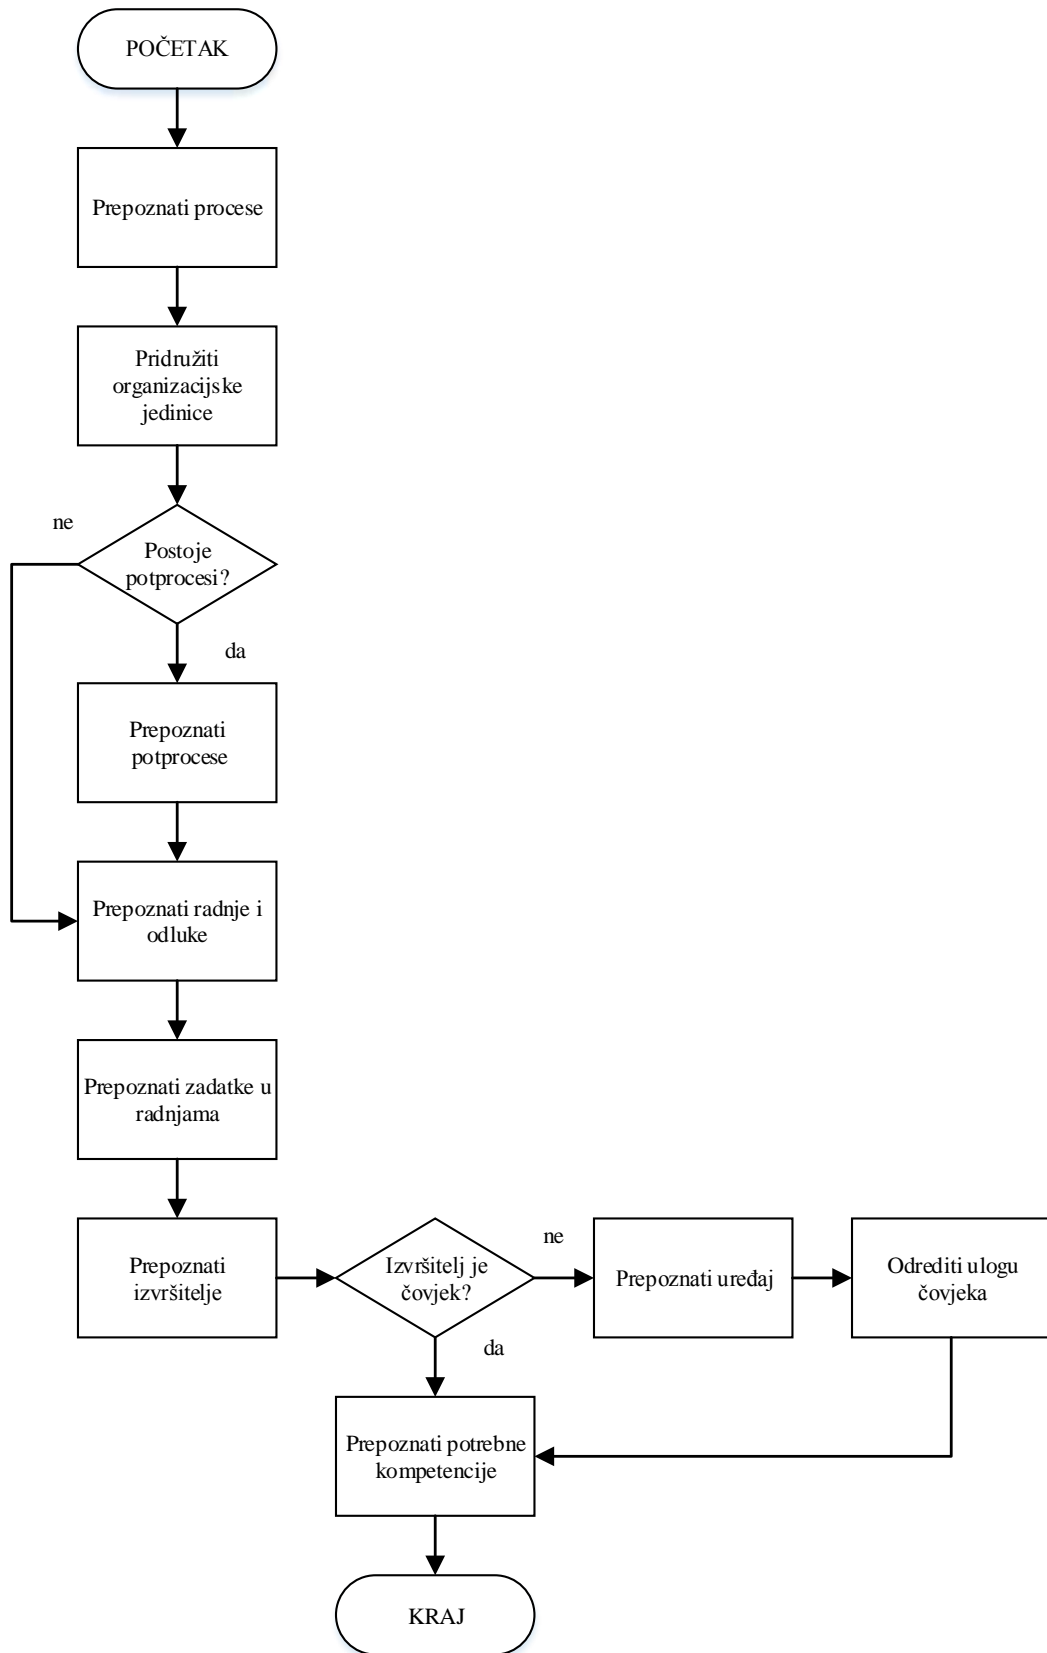 POČETAK
Prepoznati procese
Pridružiti
organizacijske
jedinice
ne
Postoje
potprocesi?
da
Prepoznati
potprocese
Prepoznati radnje i
odluke
Prepoznati zadatke u
radnjama
Prepoznati
izvršitelje
Izvršitelj je
čovjek?
ne
Prepoznati uređaj
Odrediti ulogu
čovjeka
da
Prepoznati potrebne
kompetencije
KRAJ